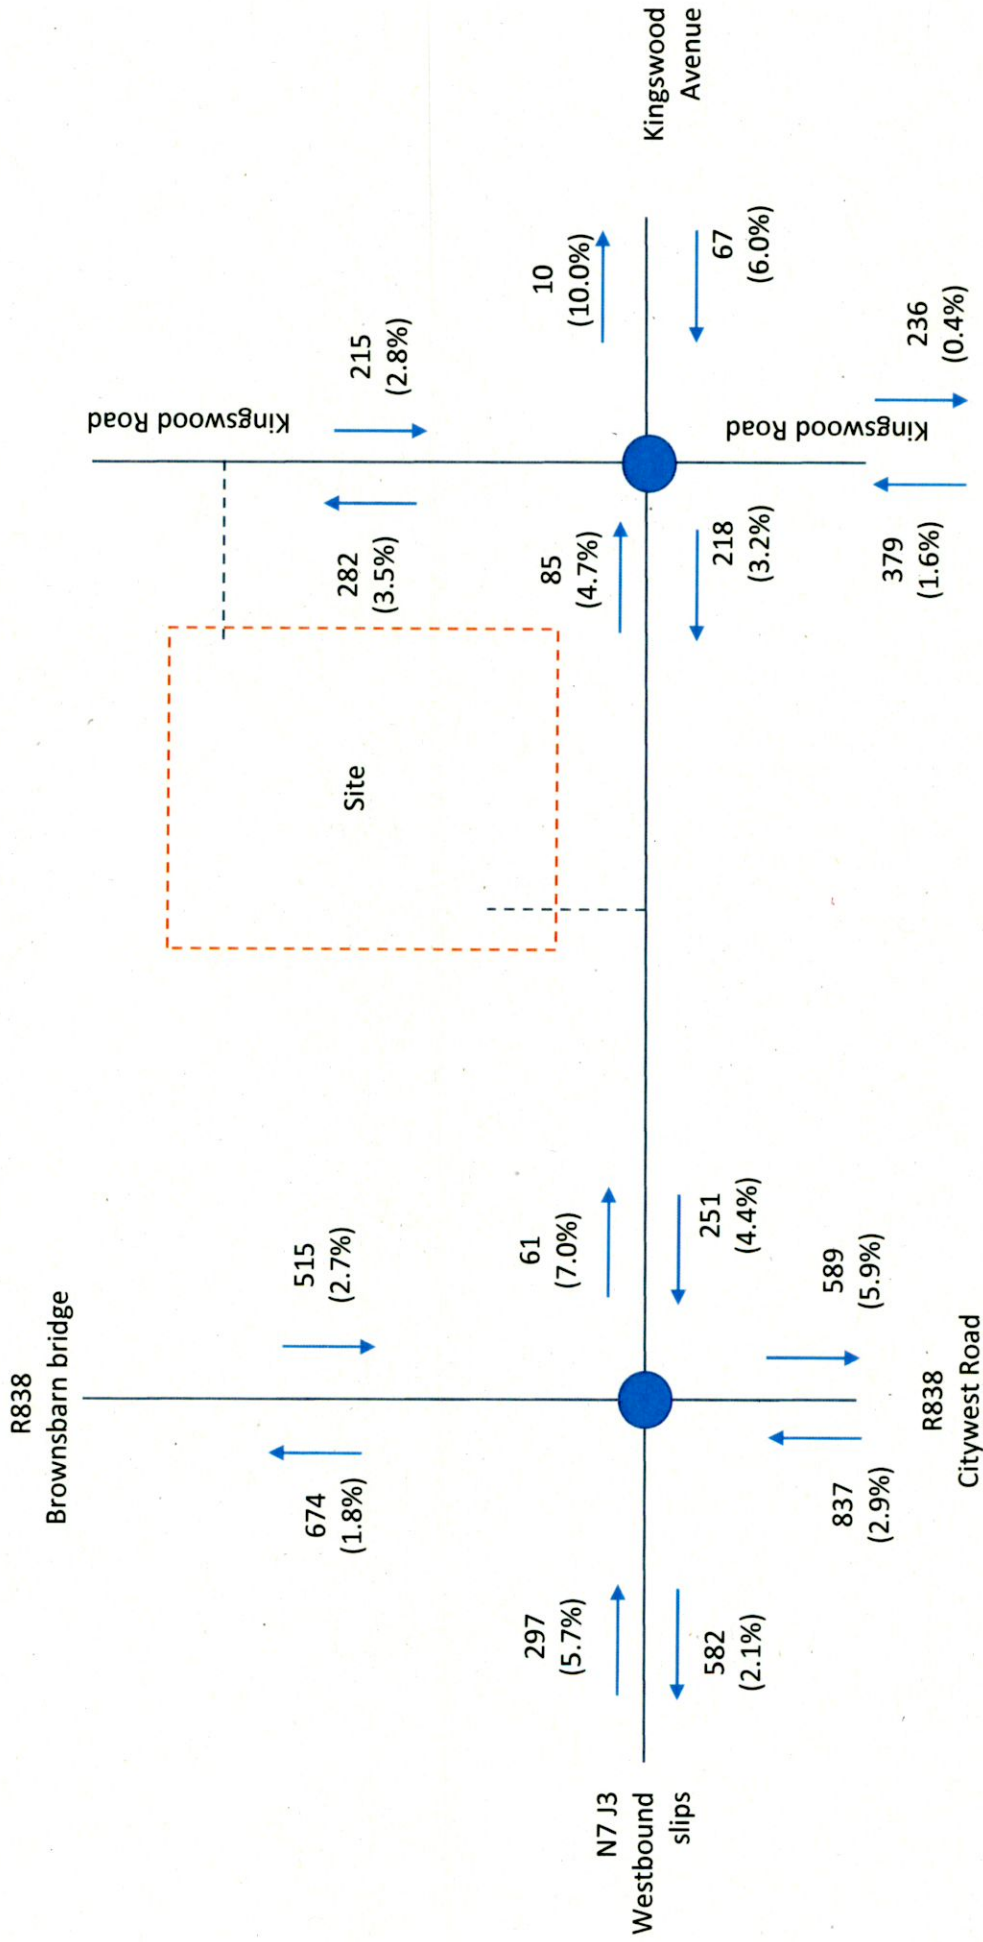 R838
Brownsbarn bridge
674
(1.8%)
515
(2.7%)
N7 J3
Westbound
slips
297
(5.7%)
582
(2.1%)
61
(7.0%)
251
(4.4%)
837
(2.9%)
589
(5.9%)
R838
Citywest Road
Site
Kingswood Road
282
(3.5%)
215
(2.8%)
85
(4.7%)
218
(3.2%)
10
(10.0%)
67
(6.0%)
Kingswood
Avenue
Kingswood Road
379
(1.6%)
236
(0.4%)